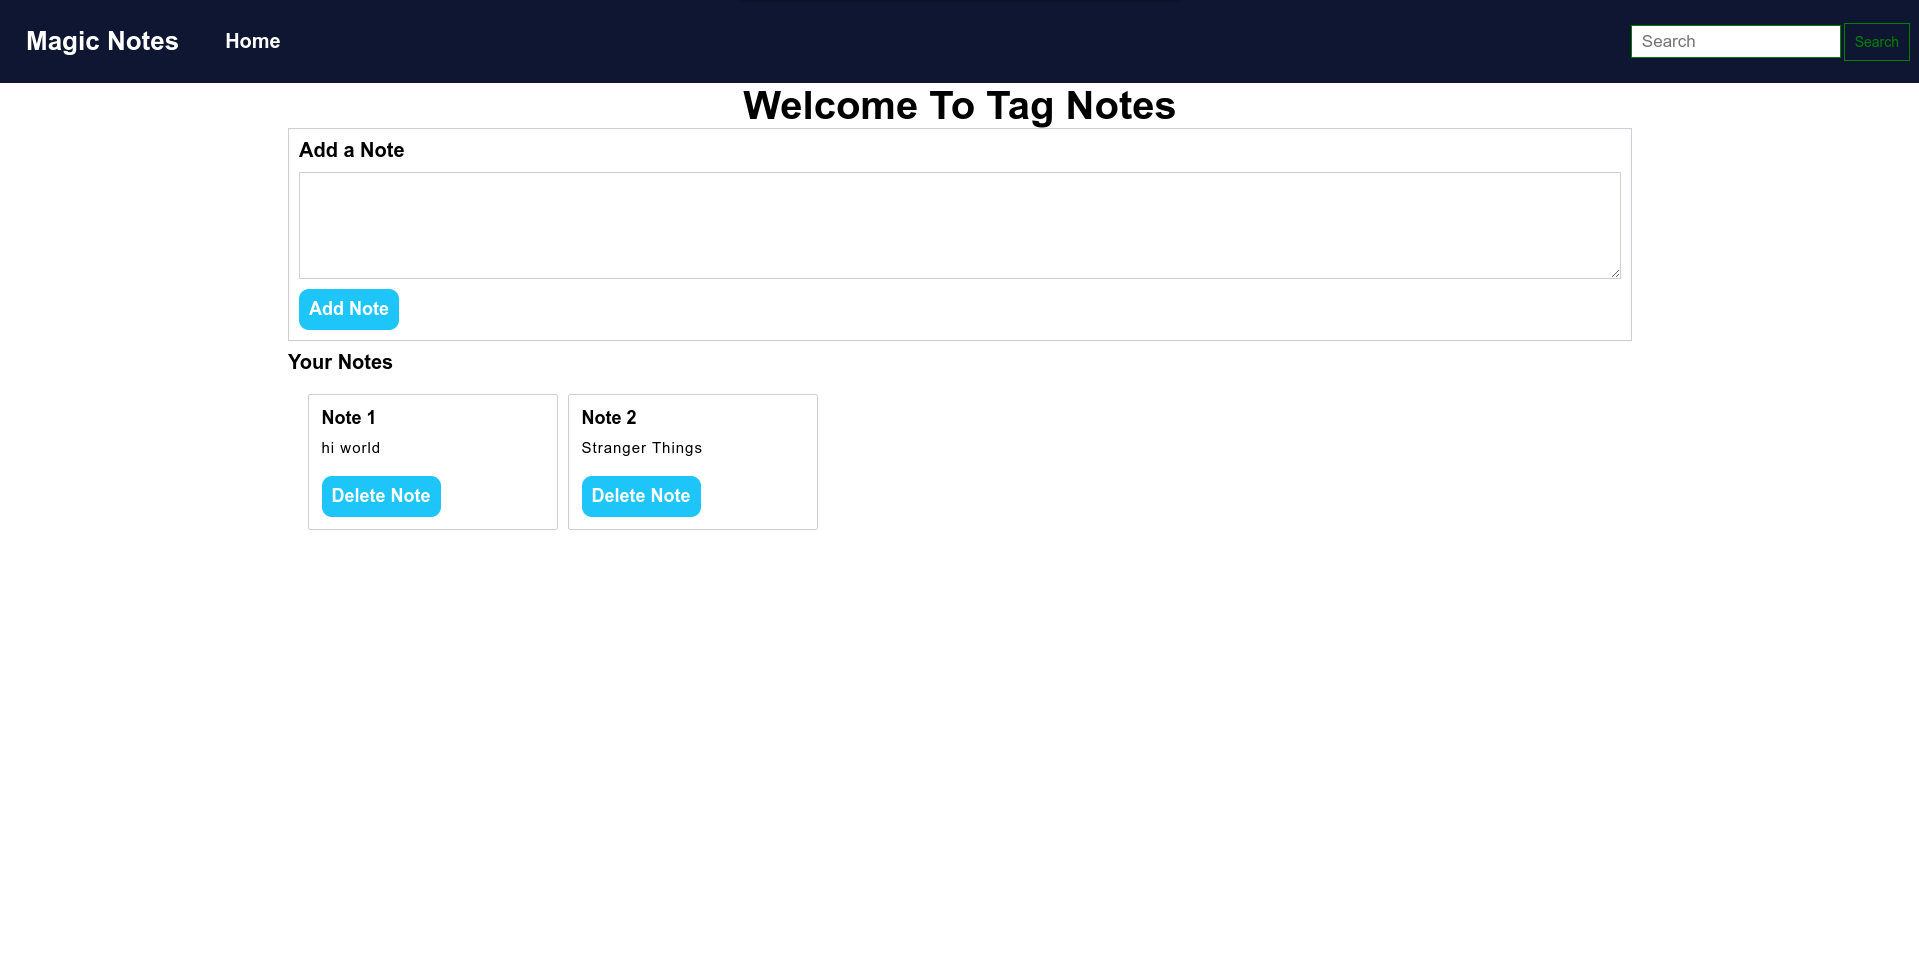 Magic Notes Home Search Search
Welcome To Tag Notes
Add a Note
Add Note
Your Notes
Note 1
hi world
Delete Note
Note 2
Stranger Things
Delete Note